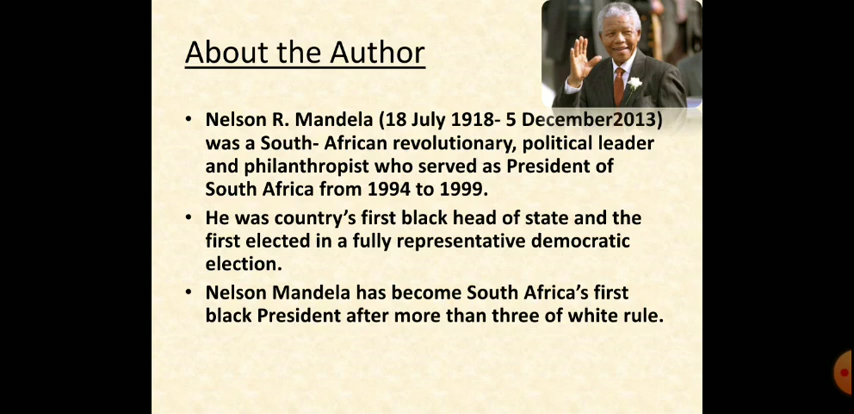 About the Author
• Nelson R. Mandela (18 July 1918- 5 December2013)
was a South- African revolutionary, political leader
and philanthropist who served as President of
South Africa from 1994 to 1999.
• He was country’s first black head of state and the
first elected in a fully representative democratic
election.
• Nelson Mandela has become South Africa’s first
black President after more than three of white rule.